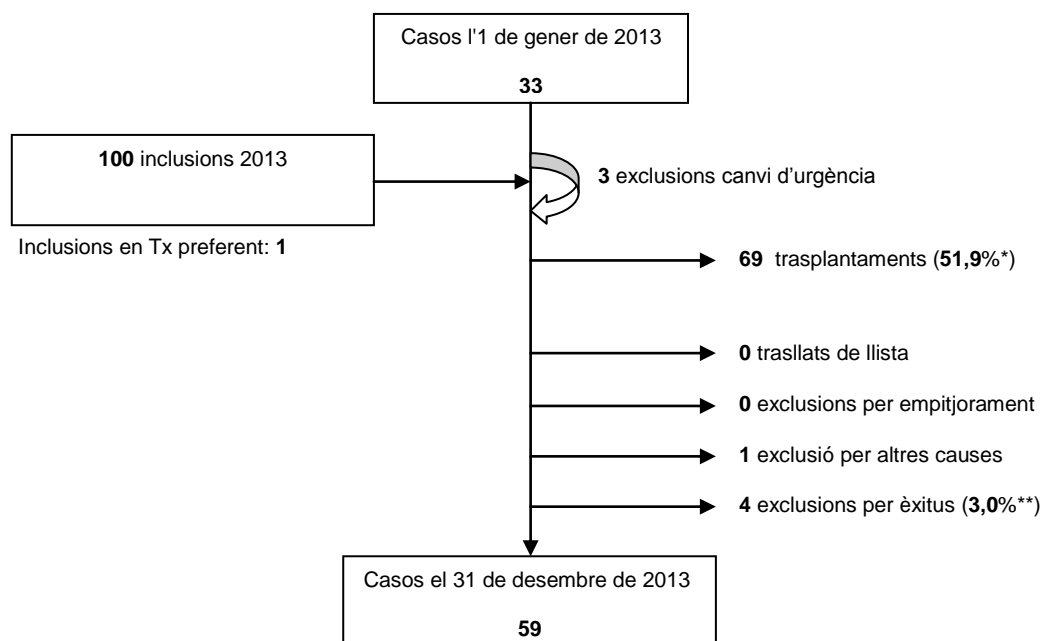 Casos l'1 de gener de 2013
33
100 inclusions 2013
3 exclusions canvi d'urgència
Inclusions en Tx preferent: 1
69 trasplantaments (51,9%*)
0 trasllats de llista
0 exclusions per empitjorament
1 exclusió per altres causes
4 exclusions per èxitus (3,0%**)
Casos el 31 de desembre de 2013
59